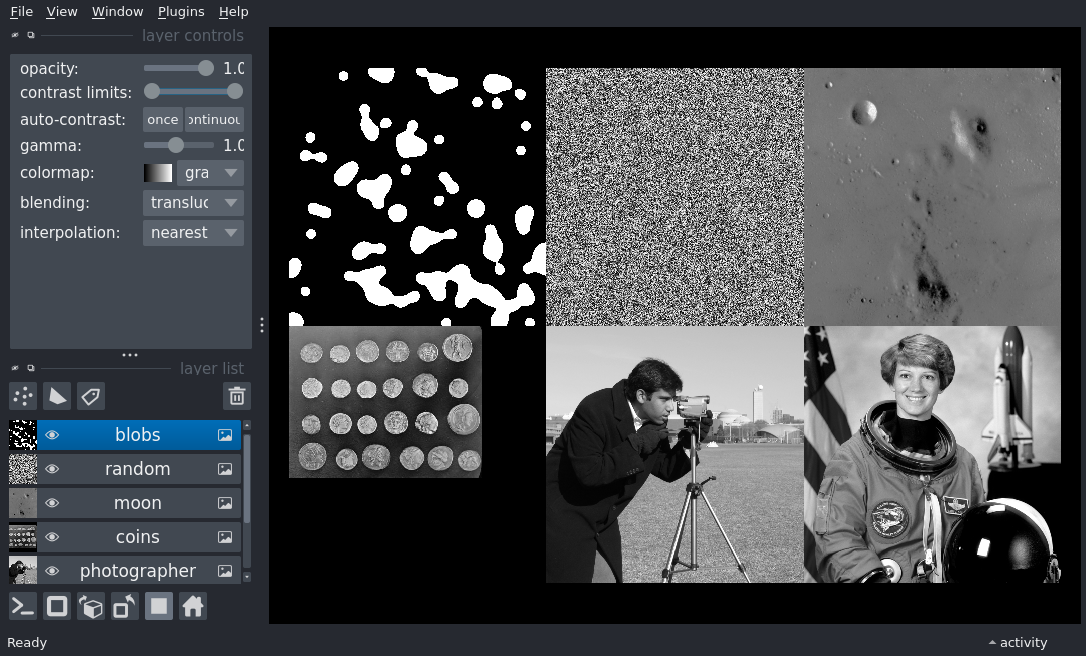 File View Window Plugins Help
layer controls
opacity: 1.0
contrast limits:
auto-contrast: once ontinuou
gamma: 1.0
colormap: gra
blending: transluc
interpolation: nearest
layer list
blobs
random
moon
coins
photographer
Ready
activity